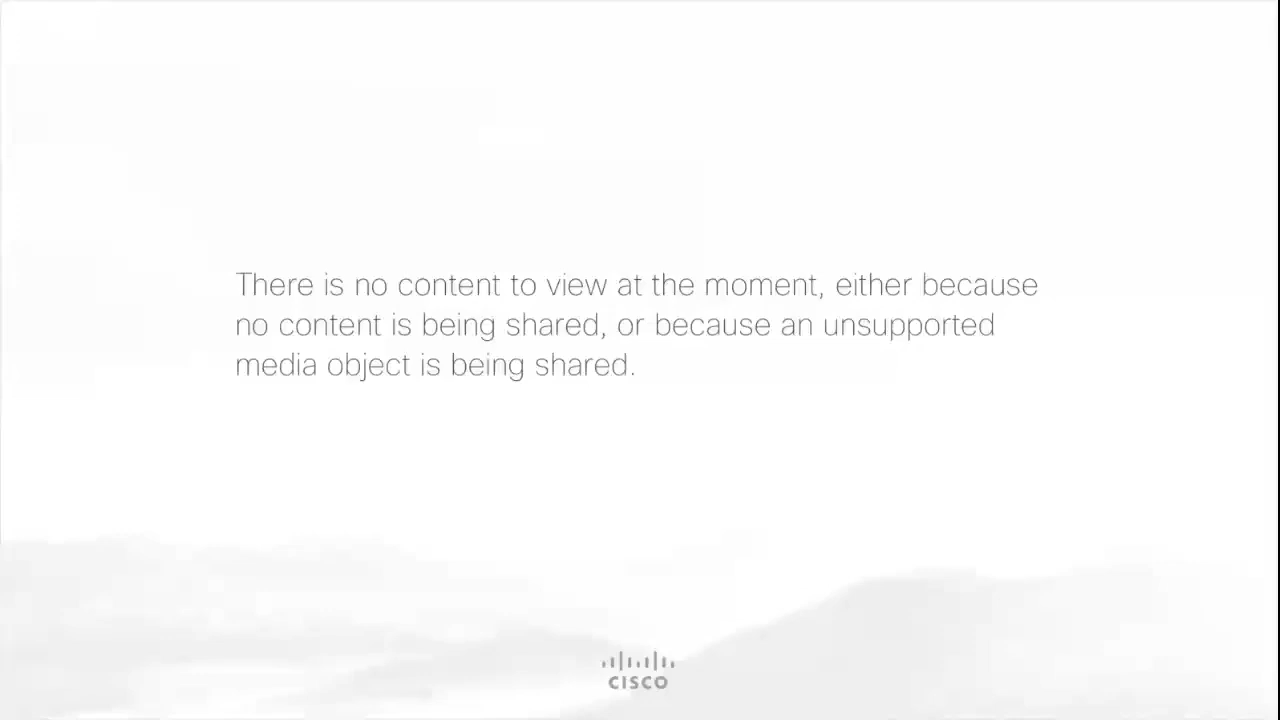 There is no content to view at the moment, either because
no content is being shared, or because an unsupported
media object is being shared.
CISCO